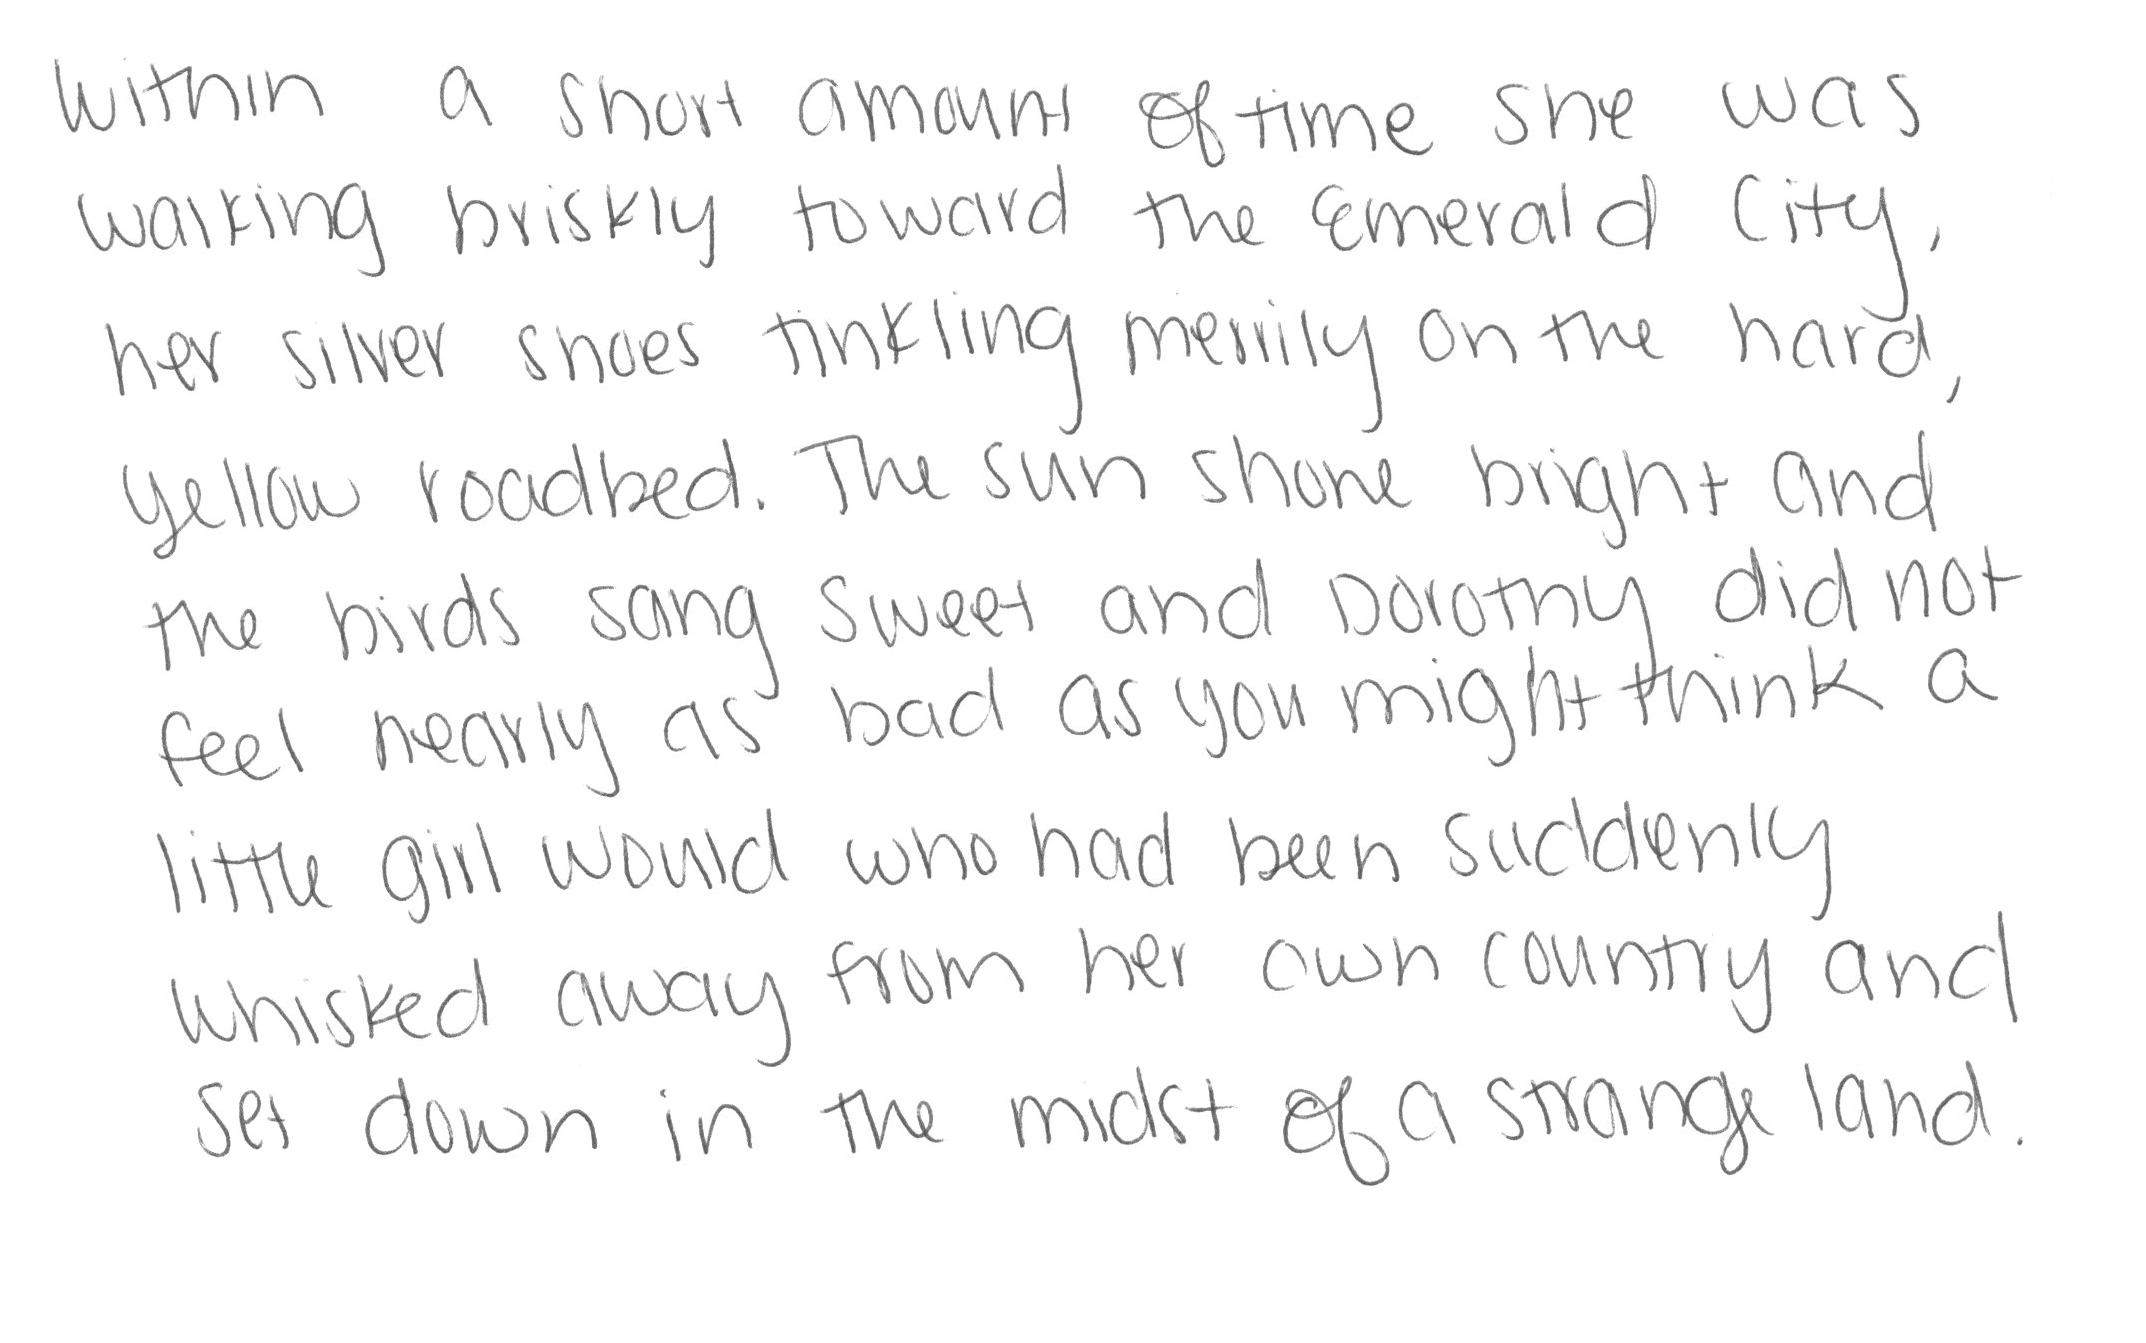 Within a short amount of time she was
walking briskly toward the Emerald City,
her silver shoes tinkling merrily on the hard,
yellow roadbed. The sun shone bright and
the birds sang sweet and Dorothy did not
feel nearly as bad as you might think a
little girl would who had been suddenly
whisked away from her own country and
set down in the midst of a strange land.